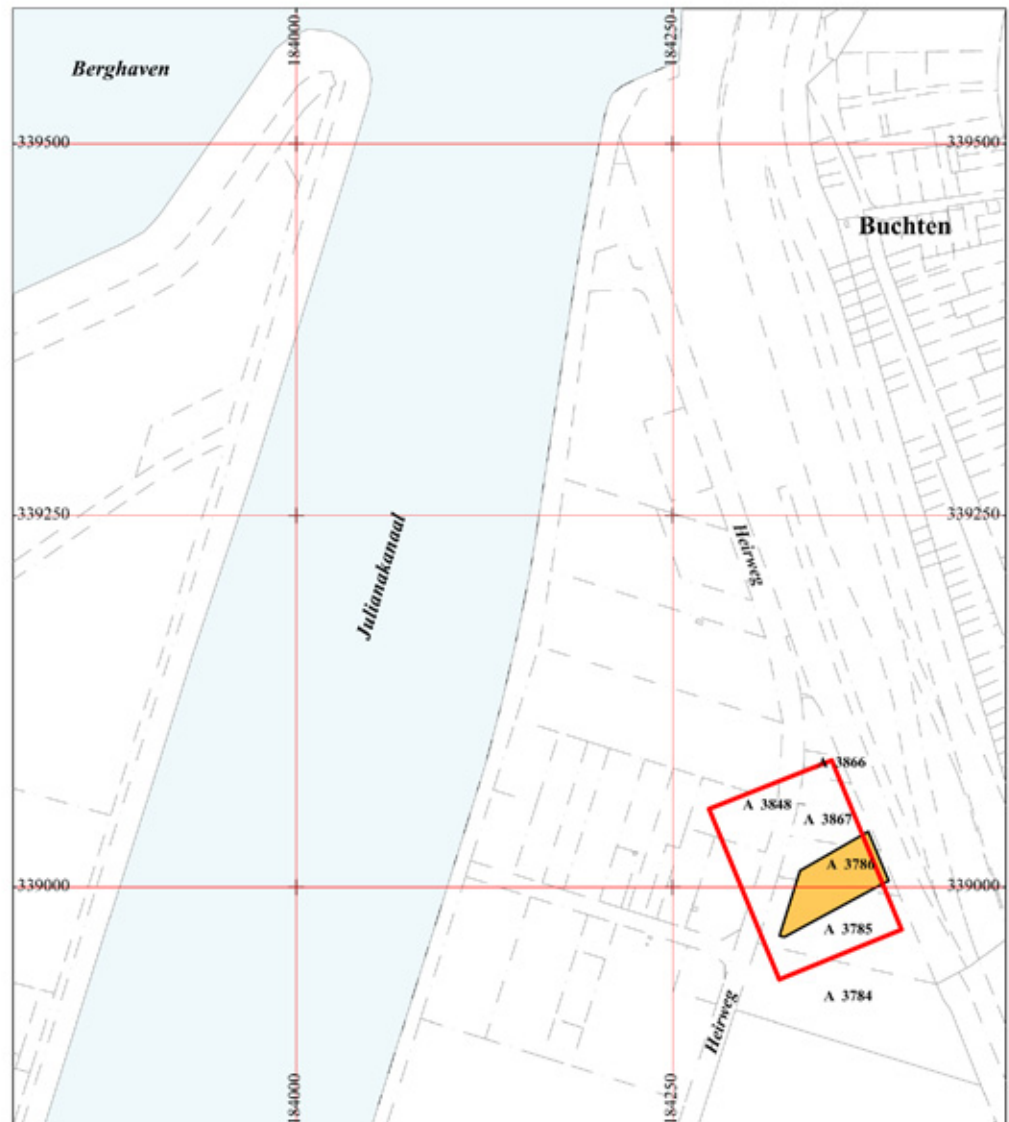 184000
184250
Berghaven
339500
339500
Buchten
339250
339250
Heirweg
Julianakanaal
A 3866
A 3848
A 3867
A 3786
339000
339000
A 3785
A 3784
Heirweg
184000
184250